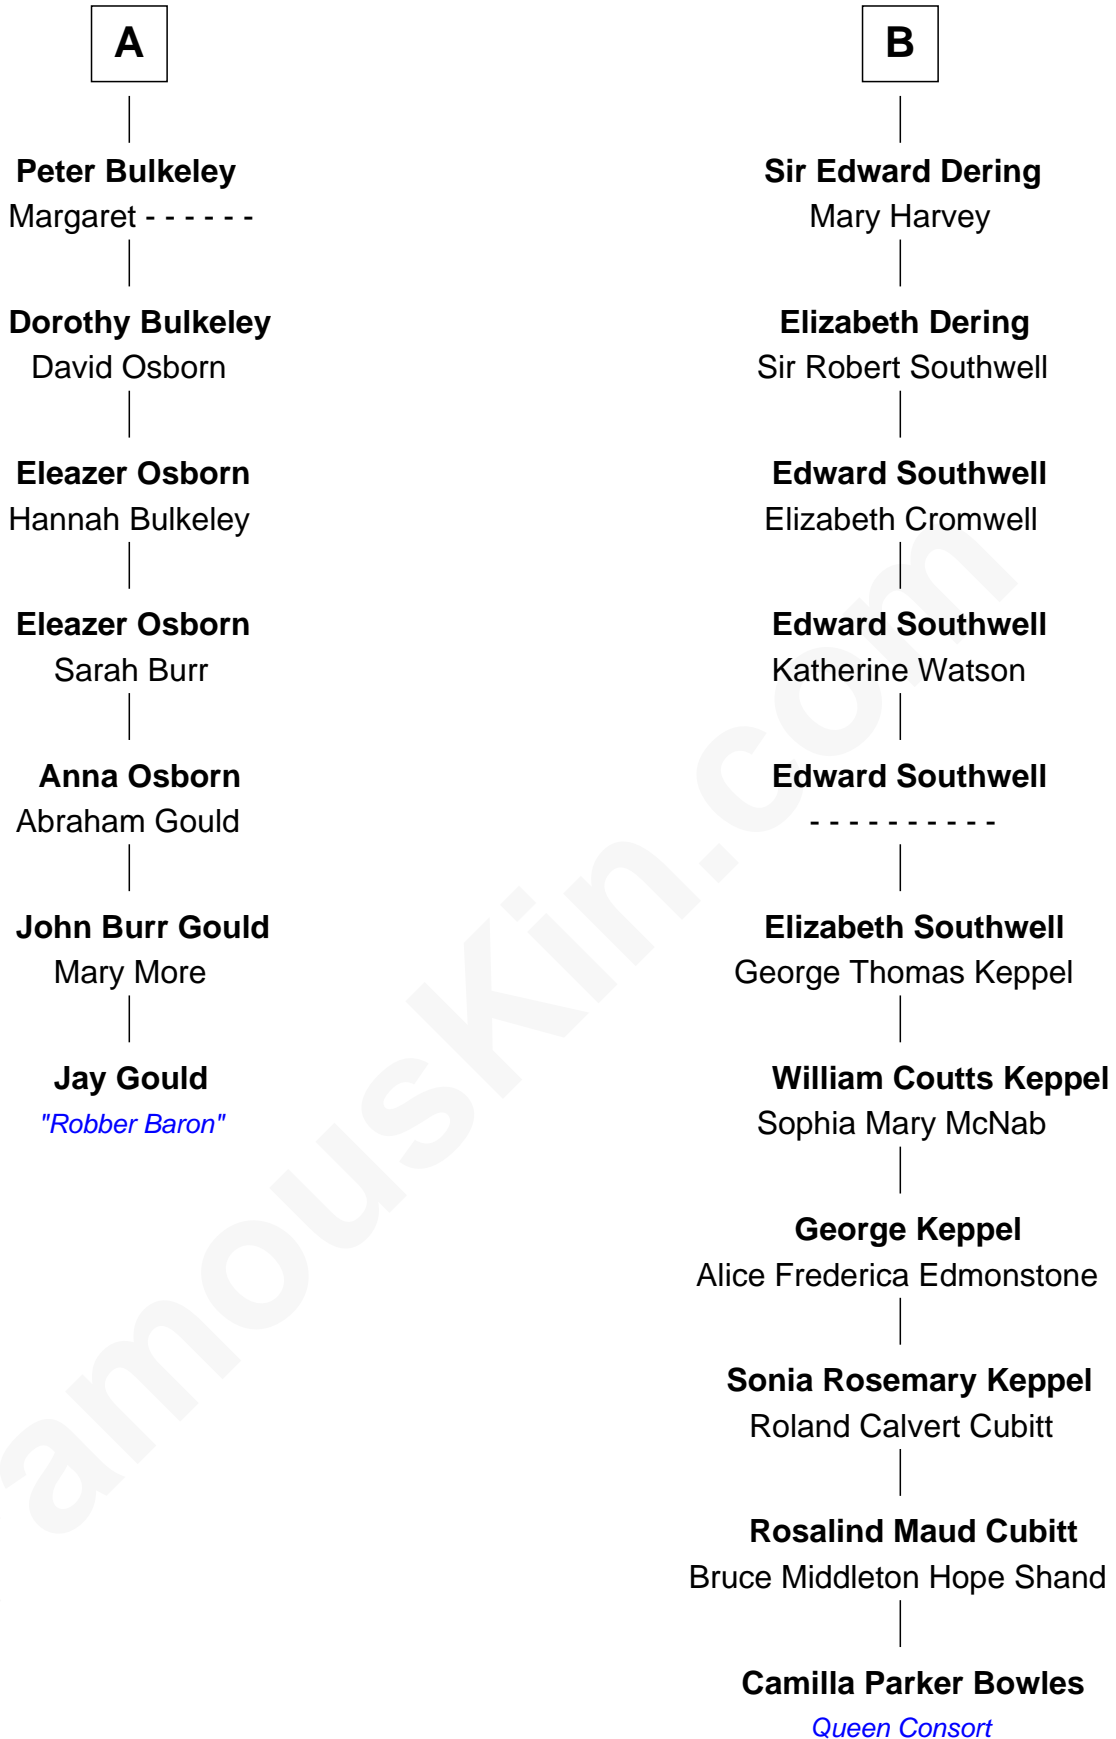 A
Peter Bulkeley
Margaret - - - - - -
Dorothy Bulkeley
David Osborn
Eleazer Osborn
Hannah Bulkeley
Eleazer Osborn
Sarah Burr
Anna Osborn
Abraham Gould
John Burr Gould
Mary More
Jay Gould
"Robber Baron"
B
Sir Edward Dering
Mary Harvey
Elizabeth Dering
Sir Robert Southwell
Edward Southwell
Elizabeth Cromwell
Edward Southwell
Katherine Watson
Edward Southwell
- - - - - - - - - -
Elizabeth Southwell
George Thomas Keppel
William Coutts Keppel
Sophia Mary McNab
George Keppel
Alice Frederica Edmonstone
Sonia Rosemary Keppel
Roland Calvert Cubitt
Rosalind Maud Cubitt
Bruce Middleton Hope Shand
Camilla Parker Bowles
Queen Consort
amousKin.com